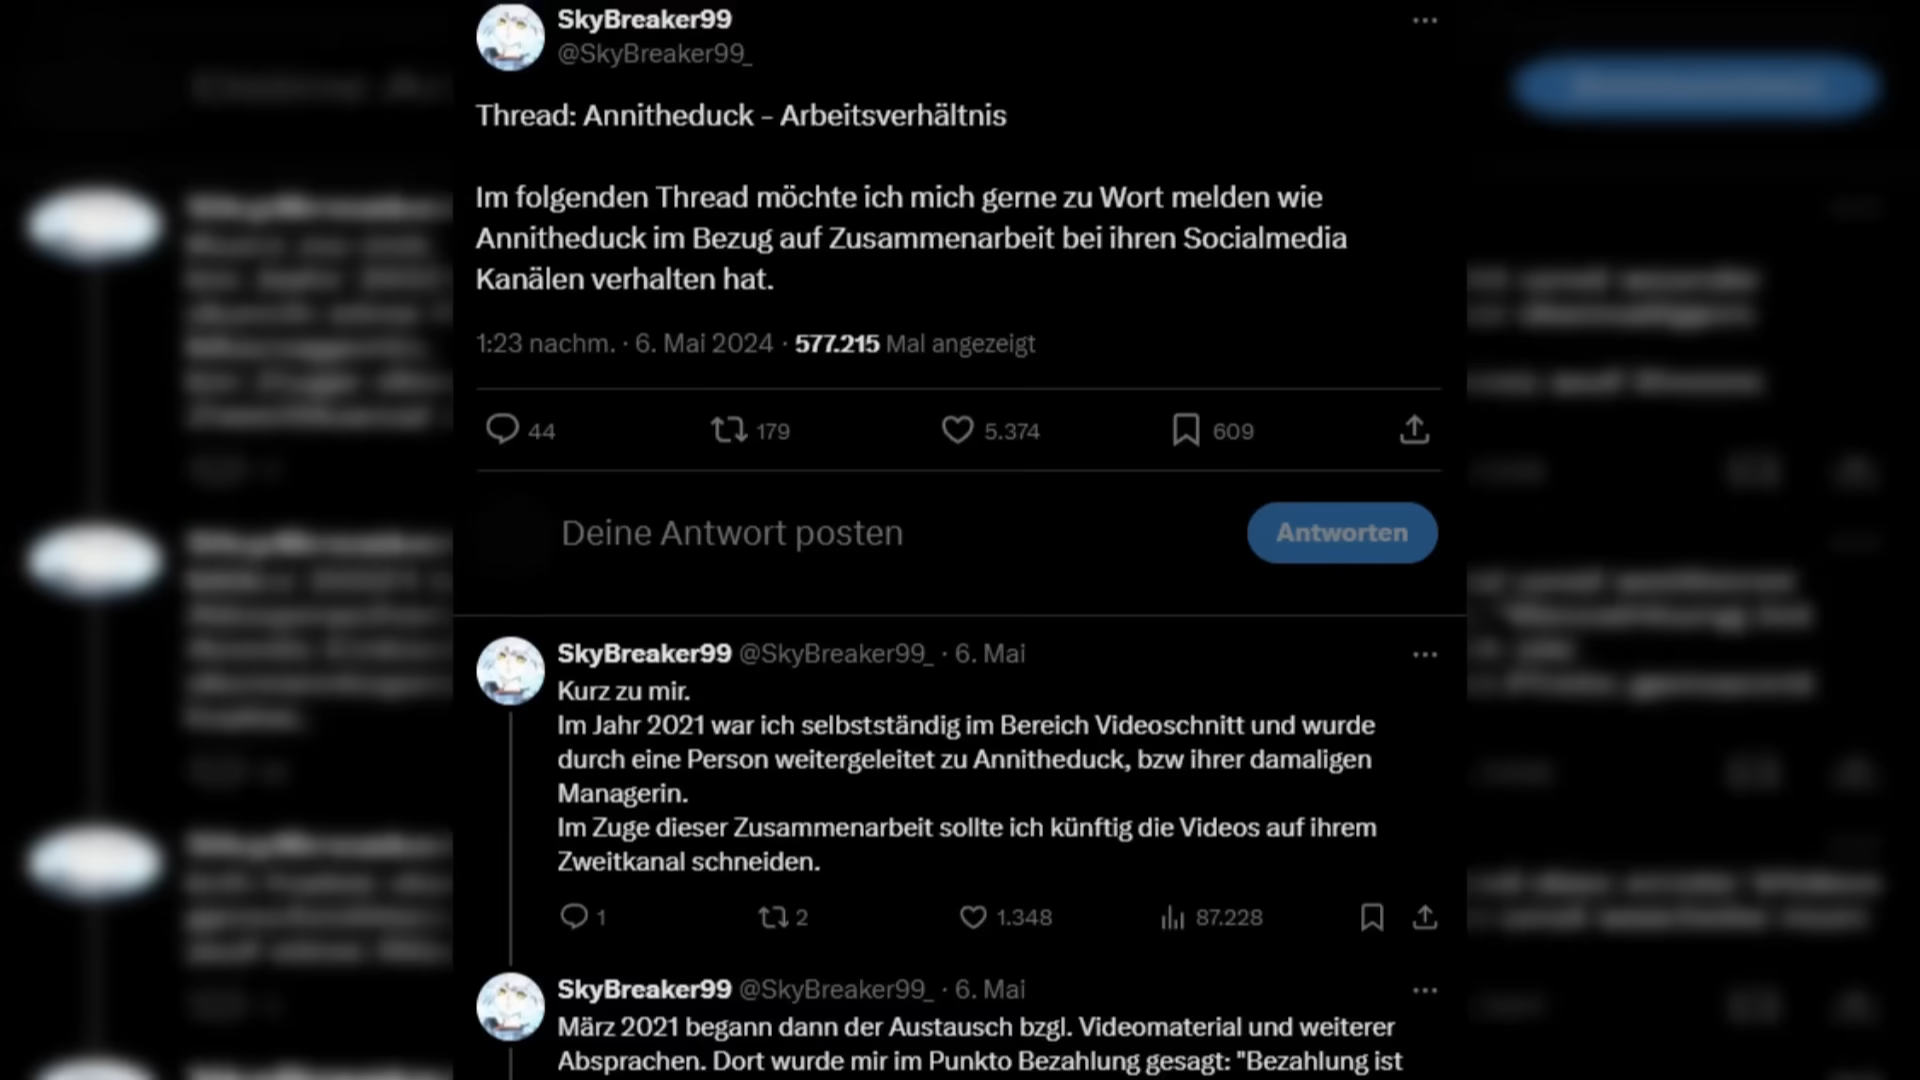 SkyBreaker99
@SkyBreaker99_
Thread: Annitheduck - Arbeitsverhältnis
Im folgenden Thread möchte ich mich gerne zu Wort melden wie
Annitheduck im Bezug auf Zusammenarbeit bei ihren Socialmedia
Kanälen verhalten hat.
1:23 nachm. · 6. Mai 2024 · 577.215 Mal angezeigt
44 179 5.374 609
Deine Antwort posten Antworten
SkyBreaker99 @SkyBreaker99_ · 6. Mai
Kurz zu mir.
Im Jahr 2021 war ich selbstständig im Bereich Videoschnitt und wurde
durch eine Person weitergeleitet zu Annitheduck, bzw ihrer damaligen
Managerin.
Im Zuge dieser Zusammenarbeit sollte ich künftig die Videos auf ihrem
Zweitkanal schneiden.
1 2 1.348 87.228
SkyBreaker99 @SkyBreaker99_ · 6. Mai
März 2021 begann dann der Austausch bzgl. Videomaterial und weiterer
Absprachen. Dort wurde mir im Punkto Bezahlung gesagt: "Bezahlung ist